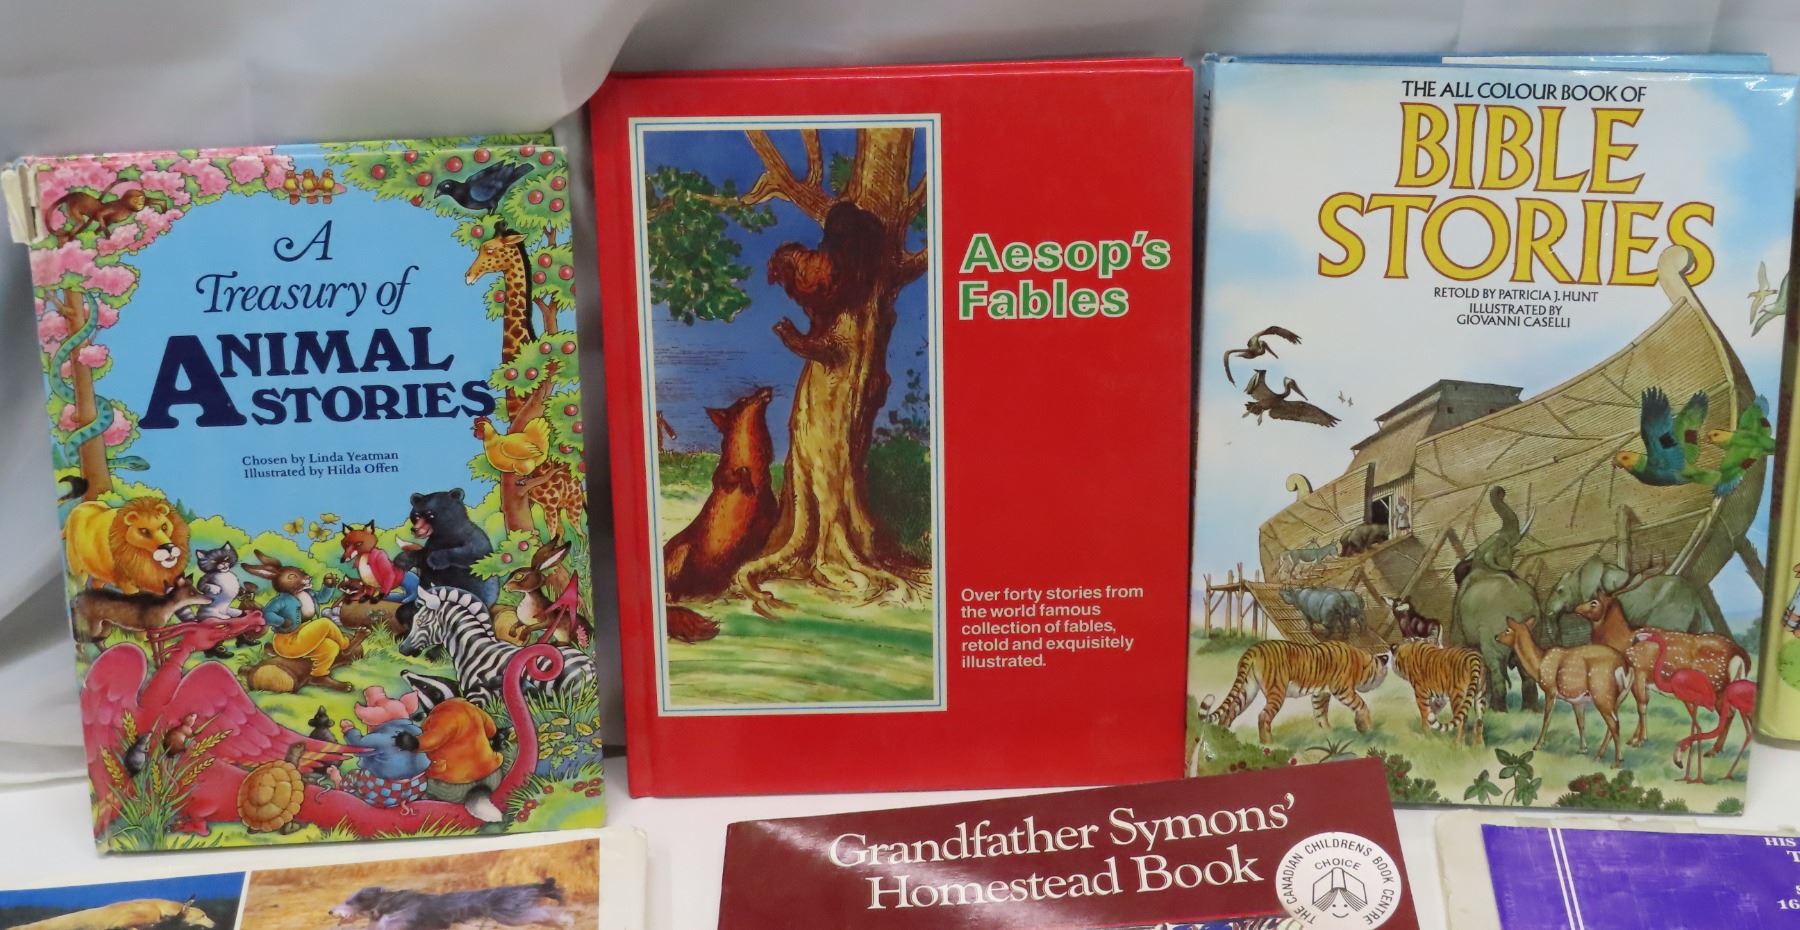 A
Treasury of
ANIMAL
STORIES
Chosen by Linda Yeatman
Illustrated by Hilda Offen
Aesop's
Fables
Over forty stories from
the world famous
collection of fables,
retold and exquisitely
illustrated.
THE ALL COLOUR BOOK OF
BIBLE
STORIES
RETOLD BY PATRICIA J. HUNT
ILLUSTRATED BY
GIOVANNI CASELLI
Grandfather Symons'
Homestead Book
THE CANADIAN CHILDRENS BOOK CENTRE
CHOICE
HIS
16